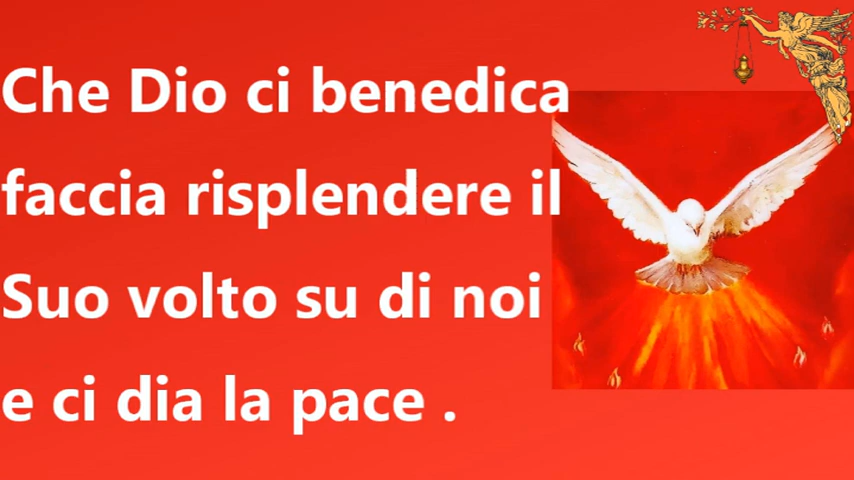 Che Dio ci benedica
faccia risplendere il
Suo volto su di noi
e ci dia la pace .